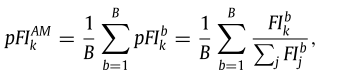 $pFI_k^{AM} = \frac{1}{B} \sum_{b=1}^{B} pFI_k^b = \frac{1}{B} \sum_{b=1}^{B} \frac{FI_k^b}{\sum_j FI_j^b},$